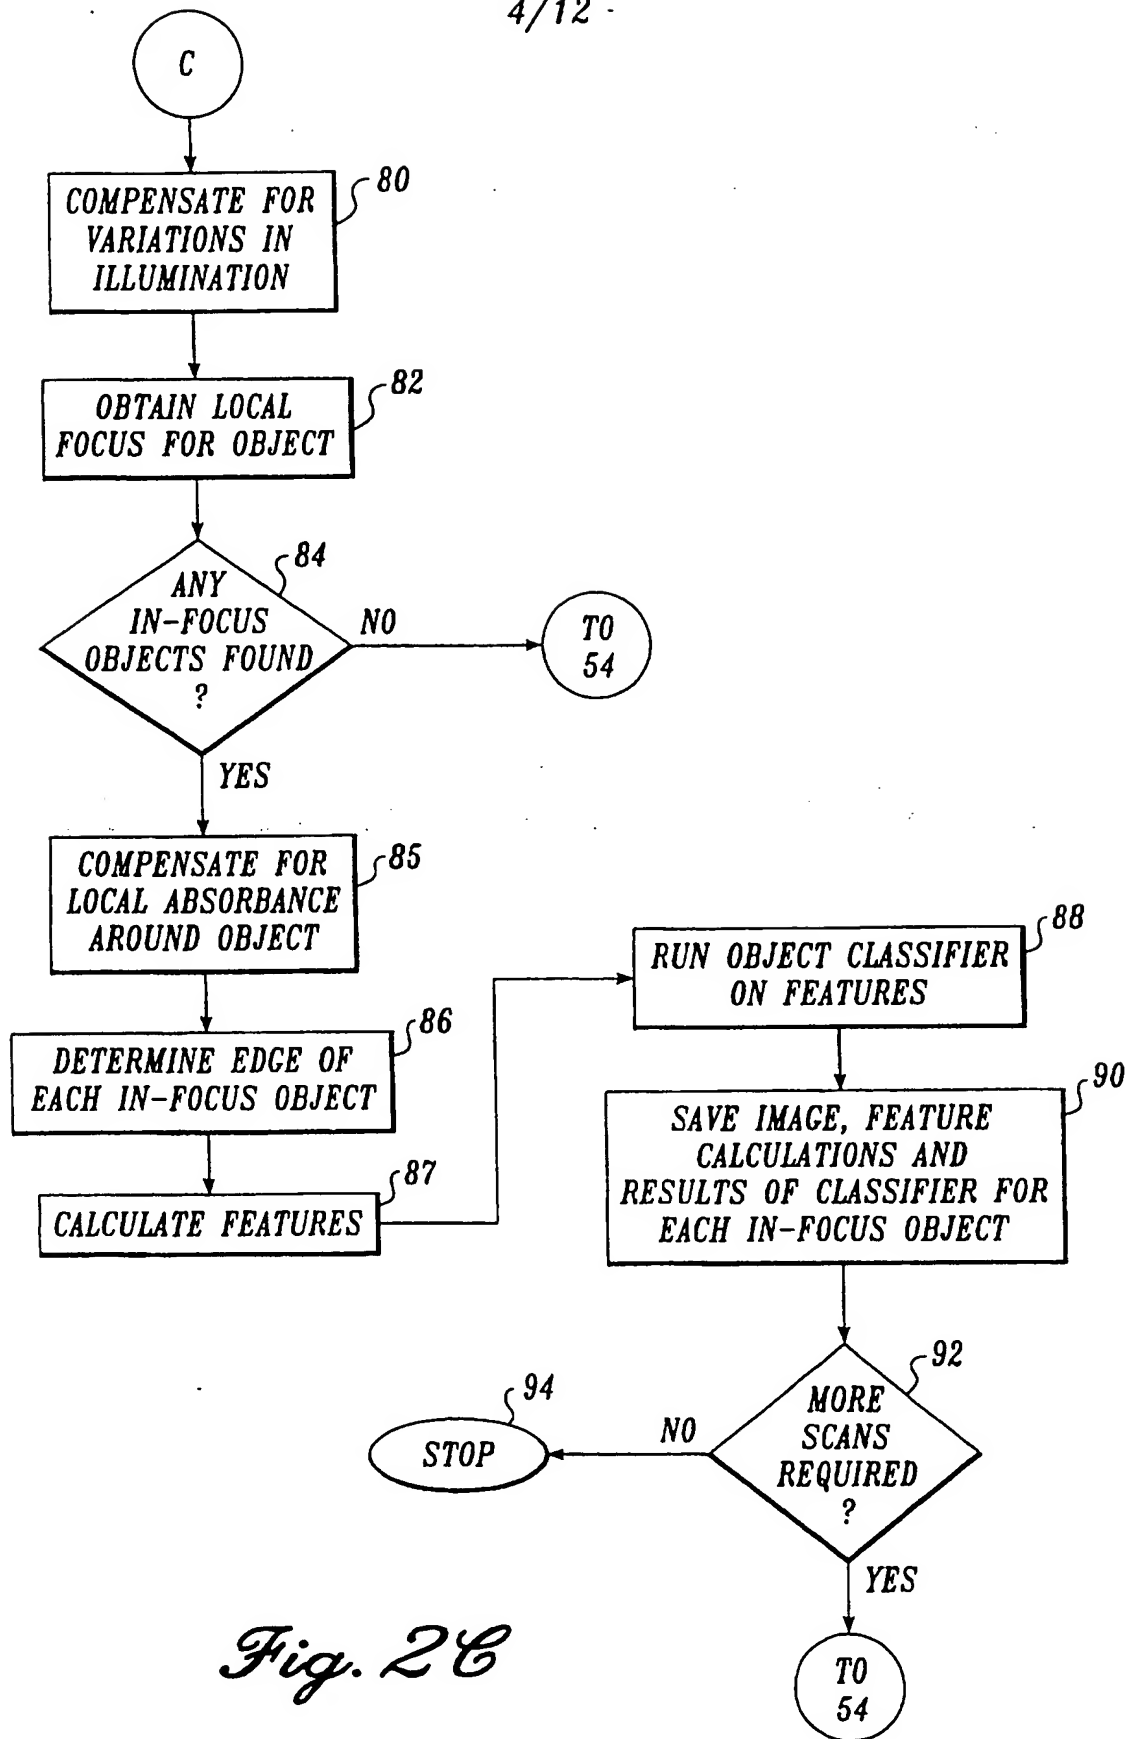 4/12
C
80
COMPENSATE FOR
VARIATIONS IN
ILLUMINATION
82
OBTAIN LOCAL
FOCUS FOR OBJECT
84
ANY
IN-FOCUS
OBJECTS FOUND
?
NO
TO
54
YES
85
COMPENSATE FOR
LOCAL ABSORBANCE
AROUND OBJECT
86
DETERMINE EDGE OF
EACH IN-FOCUS OBJECT
87
CALCULATE FEATURES
88
RUN OBJECT CLASSIFIER
ON FEATURES
90
SAVE IMAGE, FEATURE
CALCULATIONS AND
RESULTS OF CLASSIFIER FOR
EACH IN-FOCUS OBJECT
92
MORE
SCANS
REQUIRED
?
NO
94
STOP
YES
TO
54
Fig. 2C